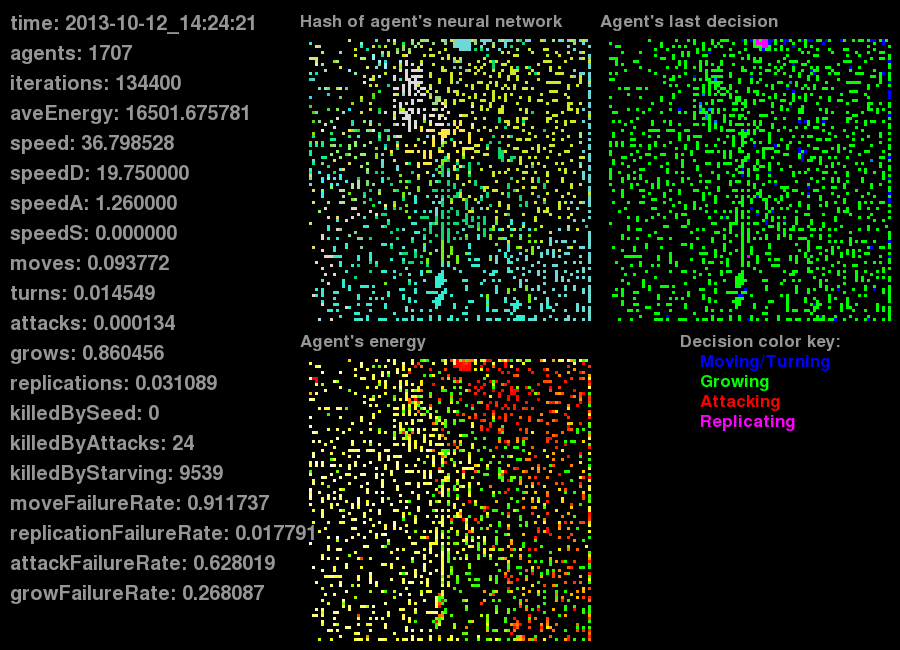 time: 2013-10-12_14:24:21
agents: 1707
iterations: 134400
aveEnergy: 16501.675781
speed: 36.798528
speedD: 19.750000
speedA: 1.260000
speedS: 0.000000
moves: 0.093772
turns: 0.014549
attacks: 0.000134
grows: 0.860456
replications: 0.031089
killedBySeed: 0
killedByAttacks: 24
killedByStarving: 9539
moveFailureRate: 0.911737
replicationFailureRate: 0.017791
attackFailureRate: 0.628019
growFailureRate: 0.268087
Hash of agent's neural network
Agent's last decision
Agent's energy
Decision color key:
Moving/Turning
Growing
Attacking
Replicating